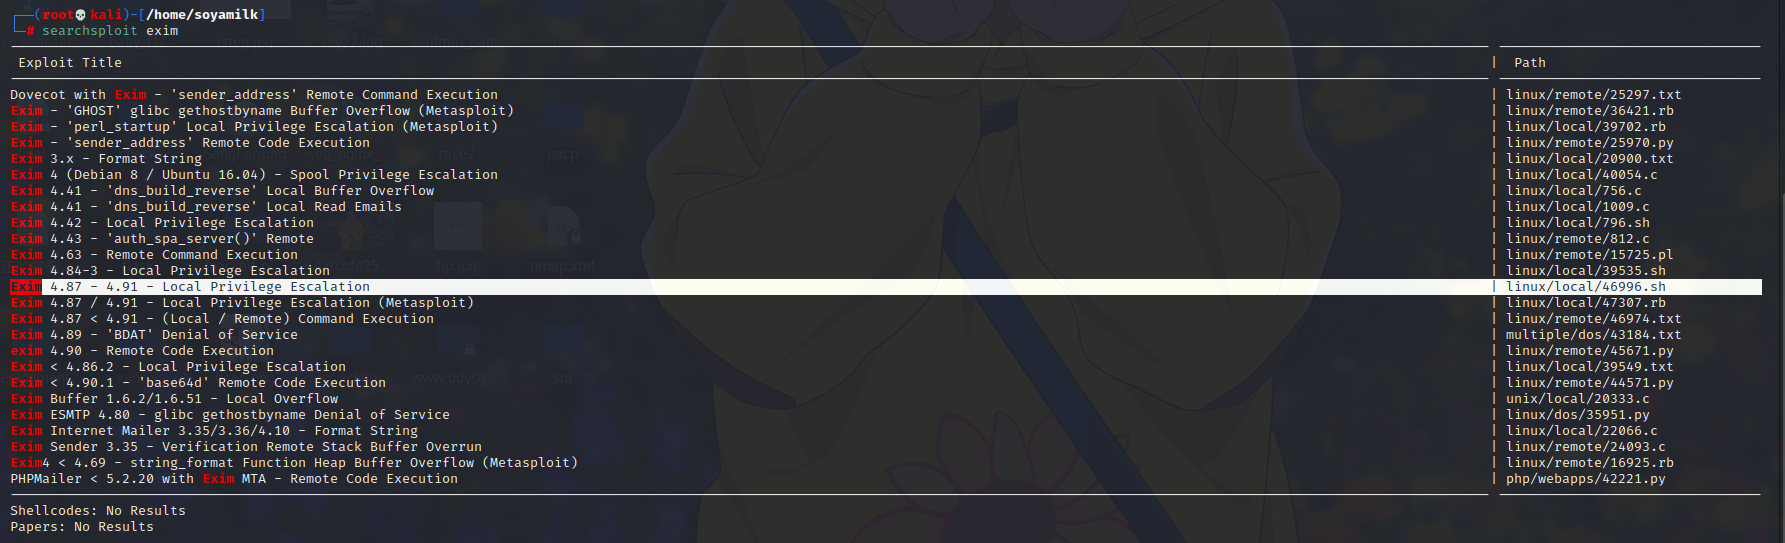 (root💀kali)-[/home/soyamilk]
# searchsploit exim
Exploit Title | Path
Dovecot with Exim - 'sender_address' Remote Command Execution | linux/remote/25297.txt
Exim - 'GHOST' glibc gethostbyname Buffer Overflow (Metasploit) | linux/remote/36421.rb
Exim - 'perl_startup' Local Privilege Escalation (Metasploit) | linux/local/39702.rb
Exim - 'sender_address' Remote Code Execution | linux/remote/25970.py
Exim 3.x - Format String | linux/local/20900.txt
Exim 4 (Debian 8 / Ubuntu 16.04) - Spool Privilege Escalation | linux/local/40054.c
Exim 4.41 - 'dns_build_reverse' Local Buffer Overflow | linux/local/756.c
Exim 4.41 - 'dns_build_reverse' Local Read Emails | linux/local/1009.c
Exim 4.42 - Local Privilege Escalation | linux/local/796.sh
Exim 4.43 - 'auth_spa_server()' Remote | linux/remote/812.c
Exim 4.63 - Remote Command Execution | linux/remote/15725.pl
Exim 4.84-3 - Local Privilege Escalation | linux/local/39535.sh
Exim 4.87 - 4.91 - Local Privilege Escalation | linux/local/46996.sh
Exim 4.87 / 4.91 - Local Privilege Escalation (Metasploit) | linux/local/47307.rb
Exim 4.87 < 4.91 - (Local / Remote) Command Execution | linux/remote/46974.txt
Exim 4.89 - 'BDAT' Denial of Service | multiple/dos/43184.txt
exim 4.90 - Remote Code Execution | linux/remote/45671.py
Exim < 4.86.2 - Local Privilege Escalation | linux/local/39549.txt
Exim < 4.90.1 - 'base64d' Remote Code Execution | linux/remote/44571.py
Exim Buffer 1.6.2/1.6.51 - Local Overflow | unix/local/20333.c
Exim ESMTP 4.80 - glibc gethostbyname Denial of Service | linux/dos/35951.py
Exim Internet Mailer 3.35/3.36/4.10 - Format String | linux/local/22066.c
Exim Sender 3.35 - Verification Remote Stack Buffer Overrun | linux/remote/24093.c
Exim4 < 4.69 - string_format Function Heap Buffer Overflow (Metasploit) | linux/remote/16925.rb
PHPMailer < 5.2.20 with Exim MTA - Remote Code Execution | php/webapps/42221.py
Shellcodes: No Results
Papers: No Results